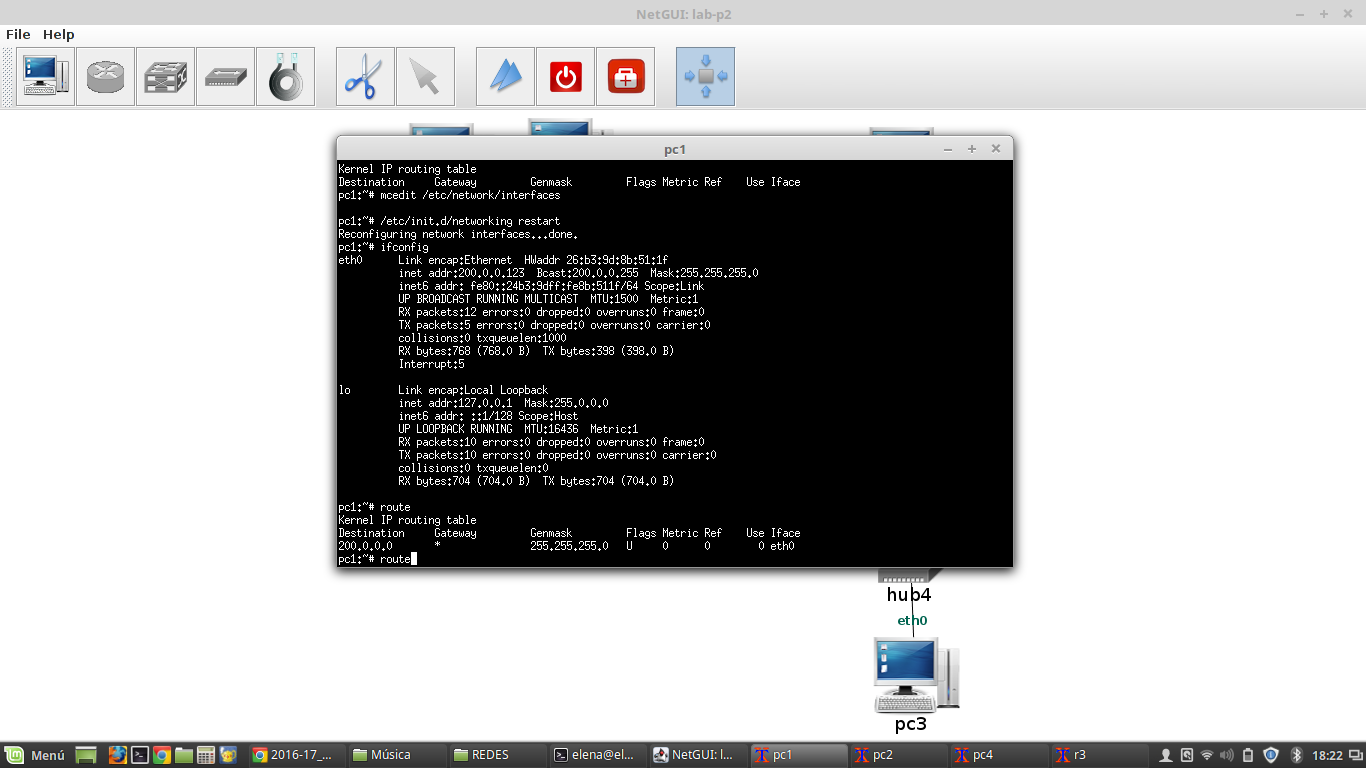 NetGUI: lab-p2
File Help
pc1
Kernel IP routing table
Destination Gateway Genmask Flags Metric Ref Use Iface
pc1:~# mcedit /etc/network/interfaces
pc1:~# /etc/init.d/networking restart
Reconfiguring network interfaces...done.
pc1:~# ifconfig
eth0 Link encap:Ethernet HWaddr 26:b3:9d:8b:51:1f
inet addr:200.0.0.123 Bcast:200.0.0.255 Mask:255.255.255.0
inet6 addr: fe80::24b3:9dff:fe8b:511f/64 Scope:Link
UP BROADCAST RUNNING MULTICAST MTU:1500 Metric:1
RX packets:12 errors:0 dropped:0 overruns:0 frame:0
TX packets:5 errors:0 dropped:0 overruns:0 carrier:0
collisions:0 txqueuelen:1000
RX bytes:768 (768.0 B) TX bytes:398 (398.0 B)
Interrupt:5
lo Link encap:Local Loopback
inet addr:127.0.0.1 Mask:255.0.0.0
inet6 addr: ::1/128 Scope:Host
UP LOOPBACK RUNNING MTU:16436 Metric:1
RX packets:10 errors:0 dropped:0 overruns:0 frame:0
TX packets:10 errors:0 dropped:0 overruns:0 carrier:0
collisions:0 txqueuelen:0
RX bytes:704 (704.0 B) TX bytes:704 (704.0 B)
pc1:~# route
Kernel IP routing table
Destination Gateway Genmask Flags Metric Ref Use Iface
200.0.0.0 * 255.255.255.0 U 0 0 0 eth0
pc1:~# route
hub4
eth0
pc3
Menú 2016-17_... Música REDES elena@el... NetGUI: l... pc1 pc2 pc4 r3 18:22